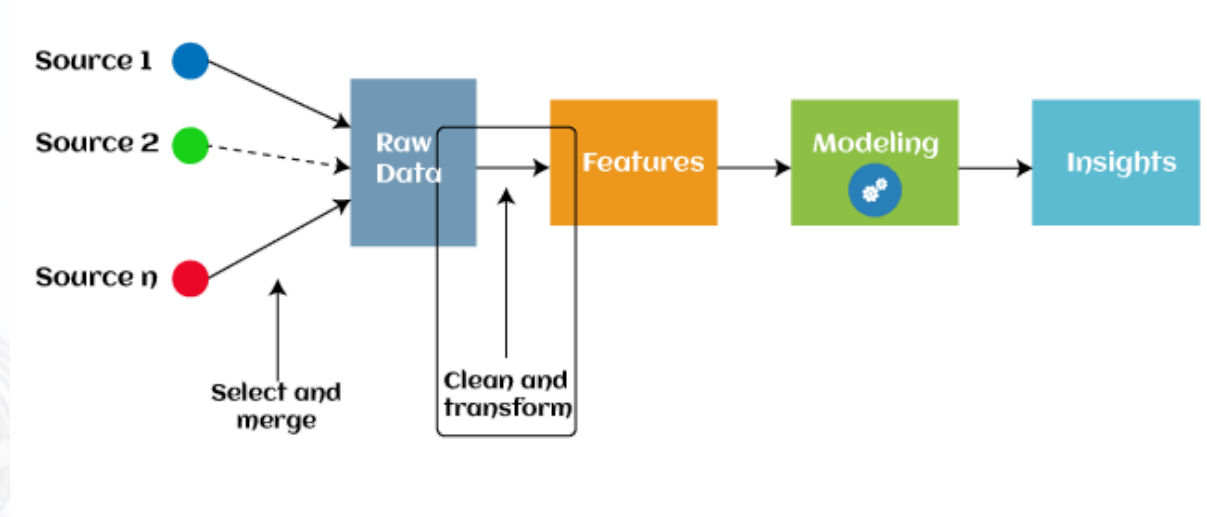 Source 1
Source 2
Source n
Select and
merge
Raw
Data
Clean and
transform
Features
Modeling
Insights